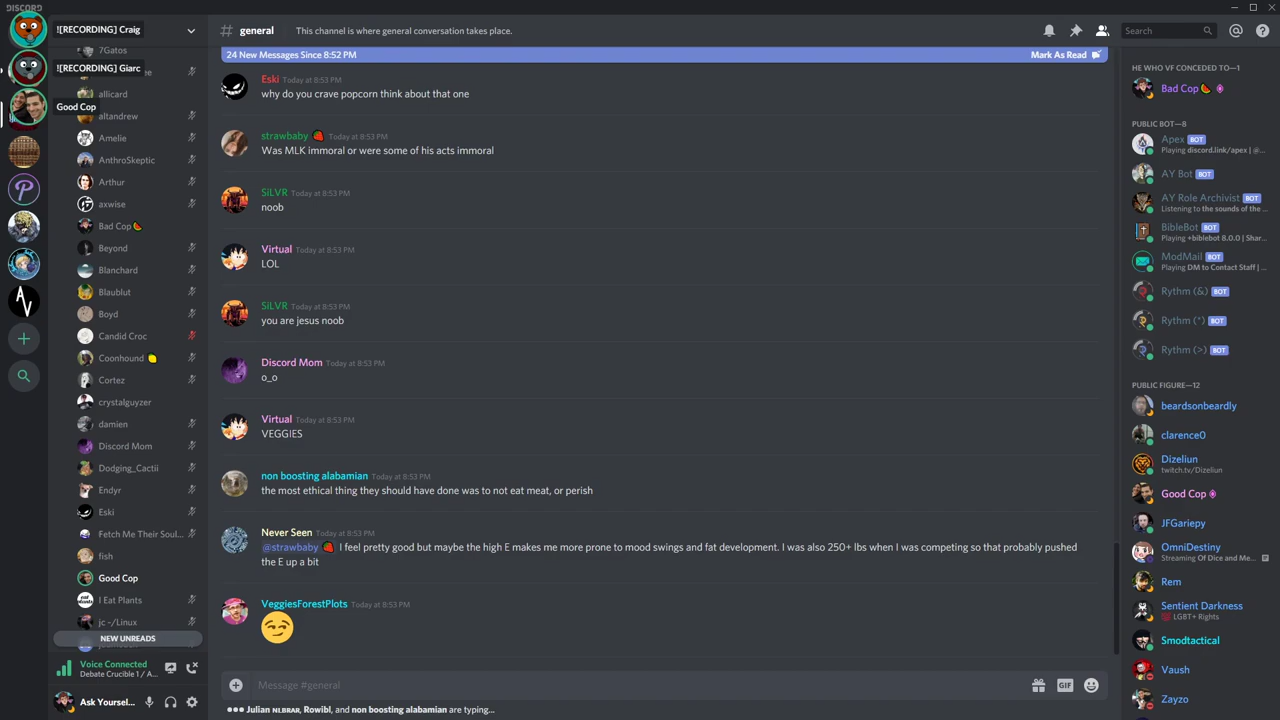 DISCORD
![RECORDING] Craig
![RECORDING] Giarc
Good Cop
7Gatos
allicard
altandrew
Amelie
AnthroSkeptic
Arthur
axwise
Bad Cop
Beyond
Blanchard
Blaublut
Boyd
Candid Croc
Coonhound
Cortez
crystalguyzer
damien
Discord Mom
Dodging_Cactii
Endyr
Eski
Fetch Me Their Soul...
fish
Good Cop
I Eat Plants
jc ~/Linux
NEW UNREADS
Voice Connected
Debate Crucible 1 / A...
Ask Yoursel...
# general
This channel is where general conversation takes place.
Search
24 New Messages Since 8:52 PM
Mark As Read
Eski Today at 8:53 PM
why do you crave popcorn think about that one
strawbaby Today at 8:53 PM
Was MLK immoral or were some of his acts immoral
SiLVR Today at 8:53 PM
noob
Virtual Today at 8:53 PM
LOL
SiLVR Today at 8:53 PM
you are jesus noob
Discord Mom Today at 8:53 PM
o_o
Virtual Today at 8:53 PM
VEGGIES
non boosting alabamian Today at 8:53 PM
the most ethical thing they should have done was to not eat meat, or perish
Never Seen Today at 8:53 PM
@strawbaby I feel pretty good but maybe the high E makes me more prone to mood swings and fat development. I was also 250+ lbs when I was competing so that probably pushed
the E up a bit
VeggiesForestPlots Today at 8:53 PM
Message #general
GIF
Julian NI.BRAR, Rowibl, and non boosting alabamian are typing...
HE WHO VF CONCEDED TO—1
Bad Cop
PUBLIC BOT—8
Apex BOT
Playing discord.link/apex | @...
AY Bot BOT
AY Role Archivist BOT
Listening to the sounds of the ...
BibleBot BOT
Playing +biblebot 8.0.0 | Shar...
ModMail BOT
Playing DM to Contact Staff | ...
Rythm (&) BOT
Rythm (*) BOT
Rythm (>) BOT
PUBLIC FIGURE—12
beardsonbeardly
clarence0
Dizeliun
twitch.tv/Dizeliun
Good Cop
JFGariepy
OmniDestiny
Streaming Of Dice and Me...
Rem
Sentient Darkness
LGBT+ Rights
Smodtactical
Vaush
Zayzo